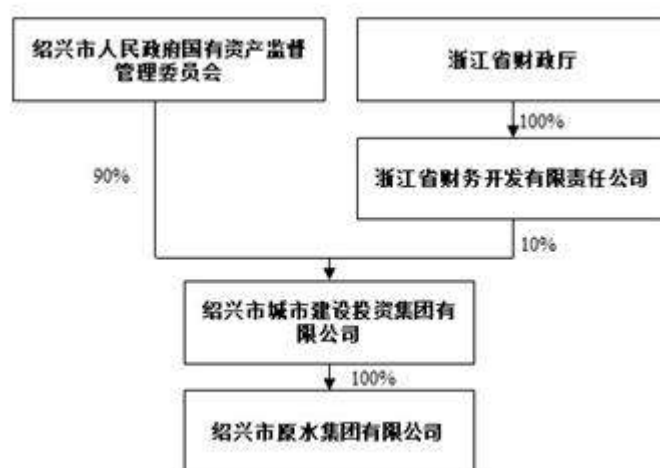 绍兴市人民政府国有资产监督
管理委员会
浙江省财政厅
100%
90%
浙江省财务开发有限责任公司
10%
绍兴市城市建设投资集团有
限公司
100%
绍兴市原水集团有限公司